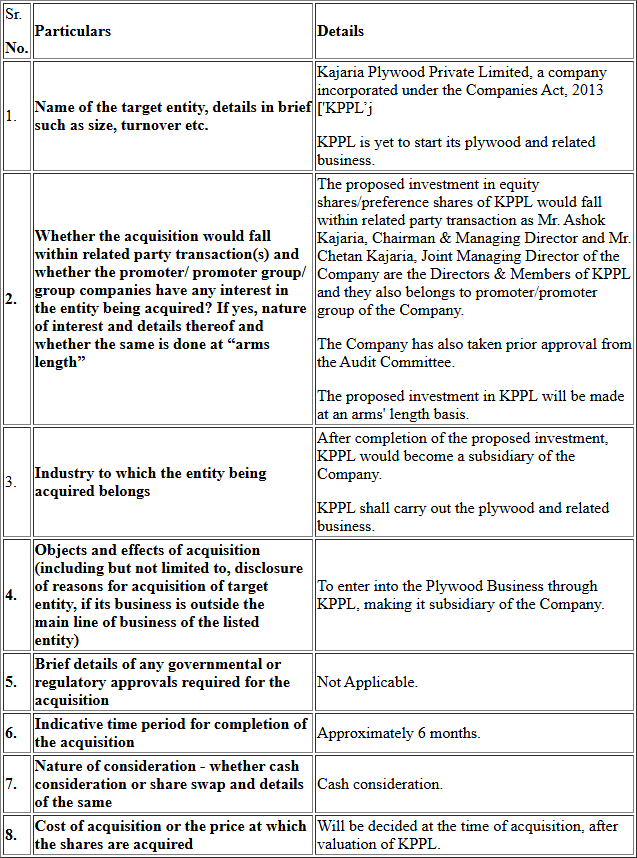 Sr.
No.
Particulars
Details
1.
Name of the target entity, details in brief
such as size, turnover etc.
Kajaria Plywood Private Limited, a company
incorporated under the Companies Act, 2013
['KPPL’j
KPPL is yet to start its plywood and related
business.
2.
Whether the acquisition would fall
within related party transaction(s) and
whether the promoter/ promoter group/
group companies have any interest in
the entity being acquired? If yes, nature
of interest and details thereof and
whether the same is done at “arms
length”
The proposed investment in equity
shares/preference shares of KPPL would fall
within related party transaction as Mr. Ashok
Kajaria, Chairman & Managing Director and Mr.
Chetan Kajaria, Joint Managing Director of the
Company are the Directors & Members of KPPL
and they also belongs to promoter/promoter
group of the Company.
The Company has also taken prior approval from
the Audit Committee.
The proposed investment in KPPL will be made
at an arms' length basis.
3.
Industry to which the entity being
acquired belongs
After completion of the proposed investment,
KPPL would become a subsidiary of the
Company.
KPPL shall carry out the plywood and related
business.
4.
Objects and effects of acquisition
(including but not limited to, disclosure
of reasons for acquisition of target
entity, if its business is outside the
main line of business of the listed
entity)
To enter into the Plywood Business through
KPPL, making it subsidiary of the Company.
5.
Brief details of any governmental or
regulatory approvals required for the
acquisition
Not Applicable.
6.
Indicative time period for completion of
the acquisition
Approximately 6 months.
7.
Nature of consideration - whether cash
consideration or share swap and details
of the same
Cash consideration.
8.
Cost of acquisition or the price at which
the shares are acquired
Will be decided at the time of acquisition, after
valuation of KPPL.